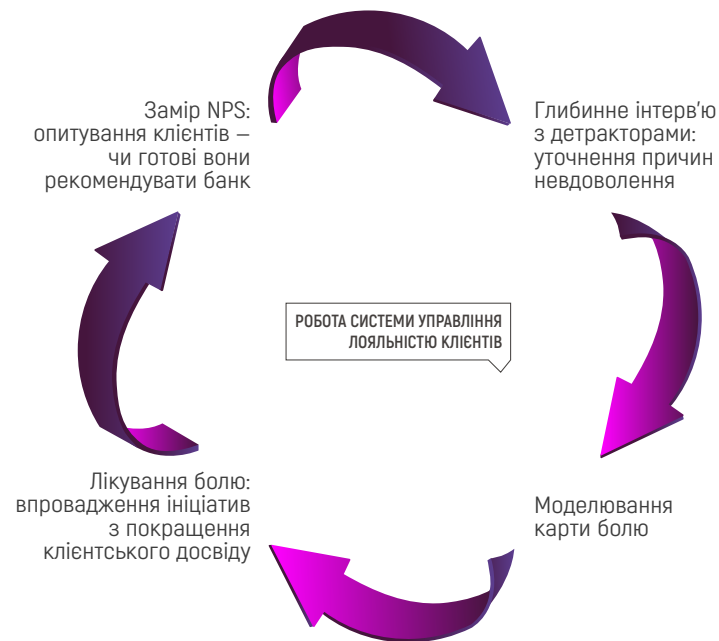 Замір NPS:
опитування клієнтів –
чи готові вони
рекомендувати банк
Глибинне інтерв'ю
з детракторами:
уточнення причин
невдоволення
РОБОТА СИСТЕМИ УПРАВЛІННЯ
ЛОЯЛЬНІСТЮ КЛІЄНТІВ
Моделювання
карти болю
Лікування болю:
впровадження ініціатив
з покращення
клієнтського досвіду